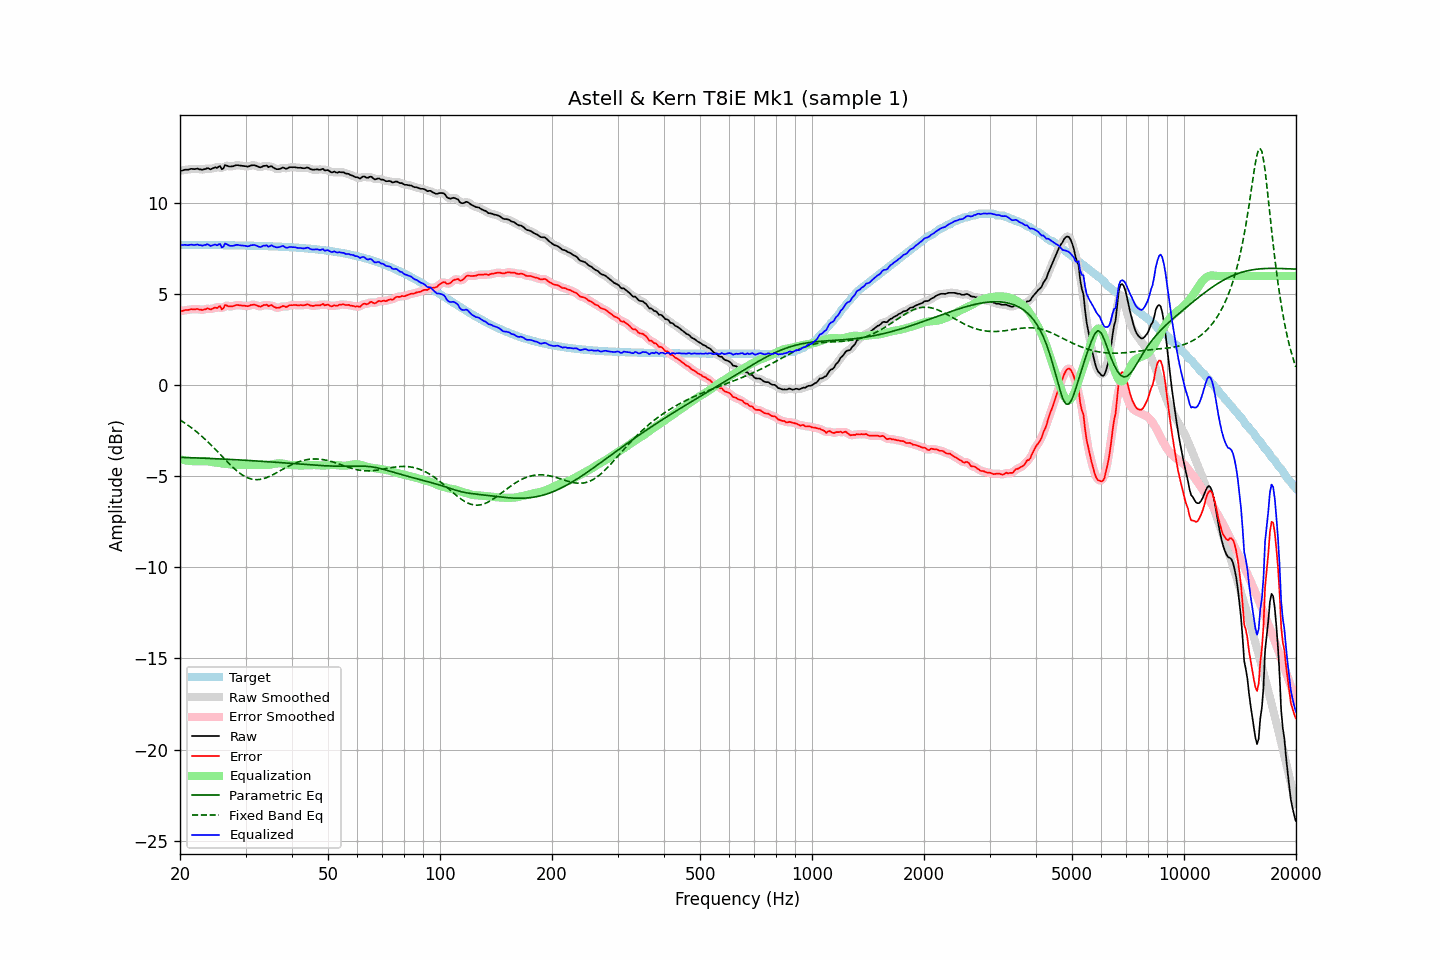 Astell & Kern T8iE Mk1 (sample 1)
Amplitude (dBr)
10
5
0
−5
−10
−15
−20
−25
Target
Raw Smoothed
Error Smoothed
Raw
Error
Equalization
Parametric Eq
Fixed Band Eq
Equalized
20 50 100 200 500 1000 2000 5000 10000 20000
Frequency (Hz)